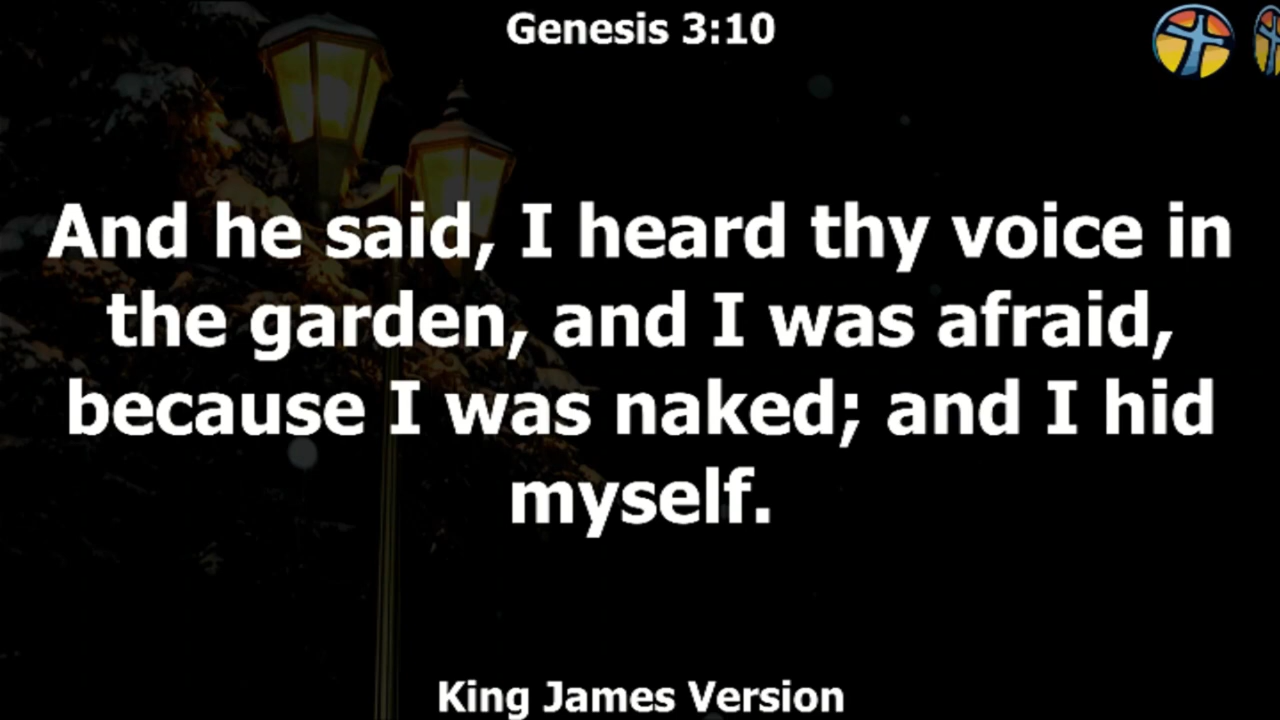 Genesis 3:10
And he said, I heard thy voice in
the garden, and I was afraid,
because I was naked; and I hid
myself.
King James Version